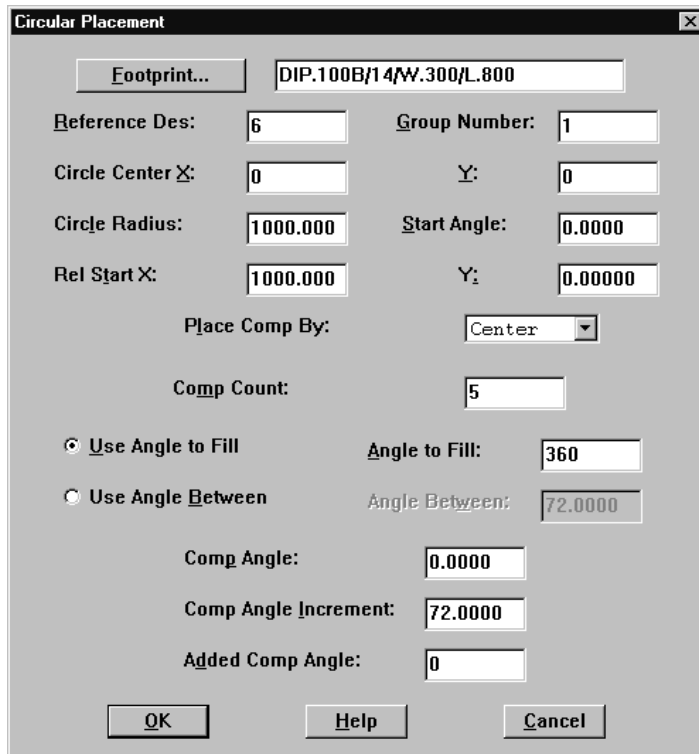 Circular Placement
Footprint... DIP.100B/14/W.300/L.800
Reference Des: 6 Group Number: 1
Circle Center X: 0 Y: 0
Circle Radius: 1000.000 Start Angle: 0.0000
Rel Start X: 1000.000 Y: 0.00000
Place Comp By: Center
Comp Count: 5
Use Angle to Fill Angle to Fill: 360
Use Angle Between Angle Between: 72.0000
Comp Angle: 0.0000
Comp Angle Increment: 72.0000
Added Comp Angle: 0
OK Help Cancel